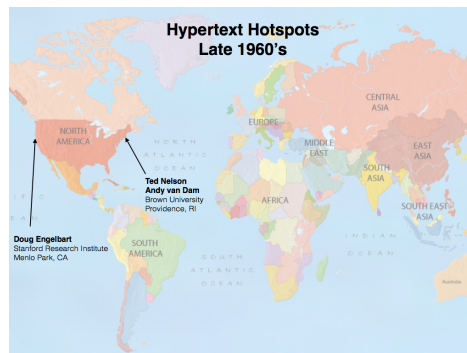 Hypertext Hotspots
Late 1960's
NORTH
AMERICA
NORTH
ATLANTIC
OCEAN
EUROPE
CENTRAL
ASIA
MIDDLE
EAST
EAST
ASIA
SOUTH
ASIA
Ted Nelson
Andy van Dam
Brown University
Providence, RI
AFRICA
SOUTH EAST
ASIA
Doug Engelbart
Stanford Research Institute
Menlo Park, CA
SOUTH
AMERICA
SOUTH
ATLANTIC
OCEAN
INDIAN
OCEAN
Australia